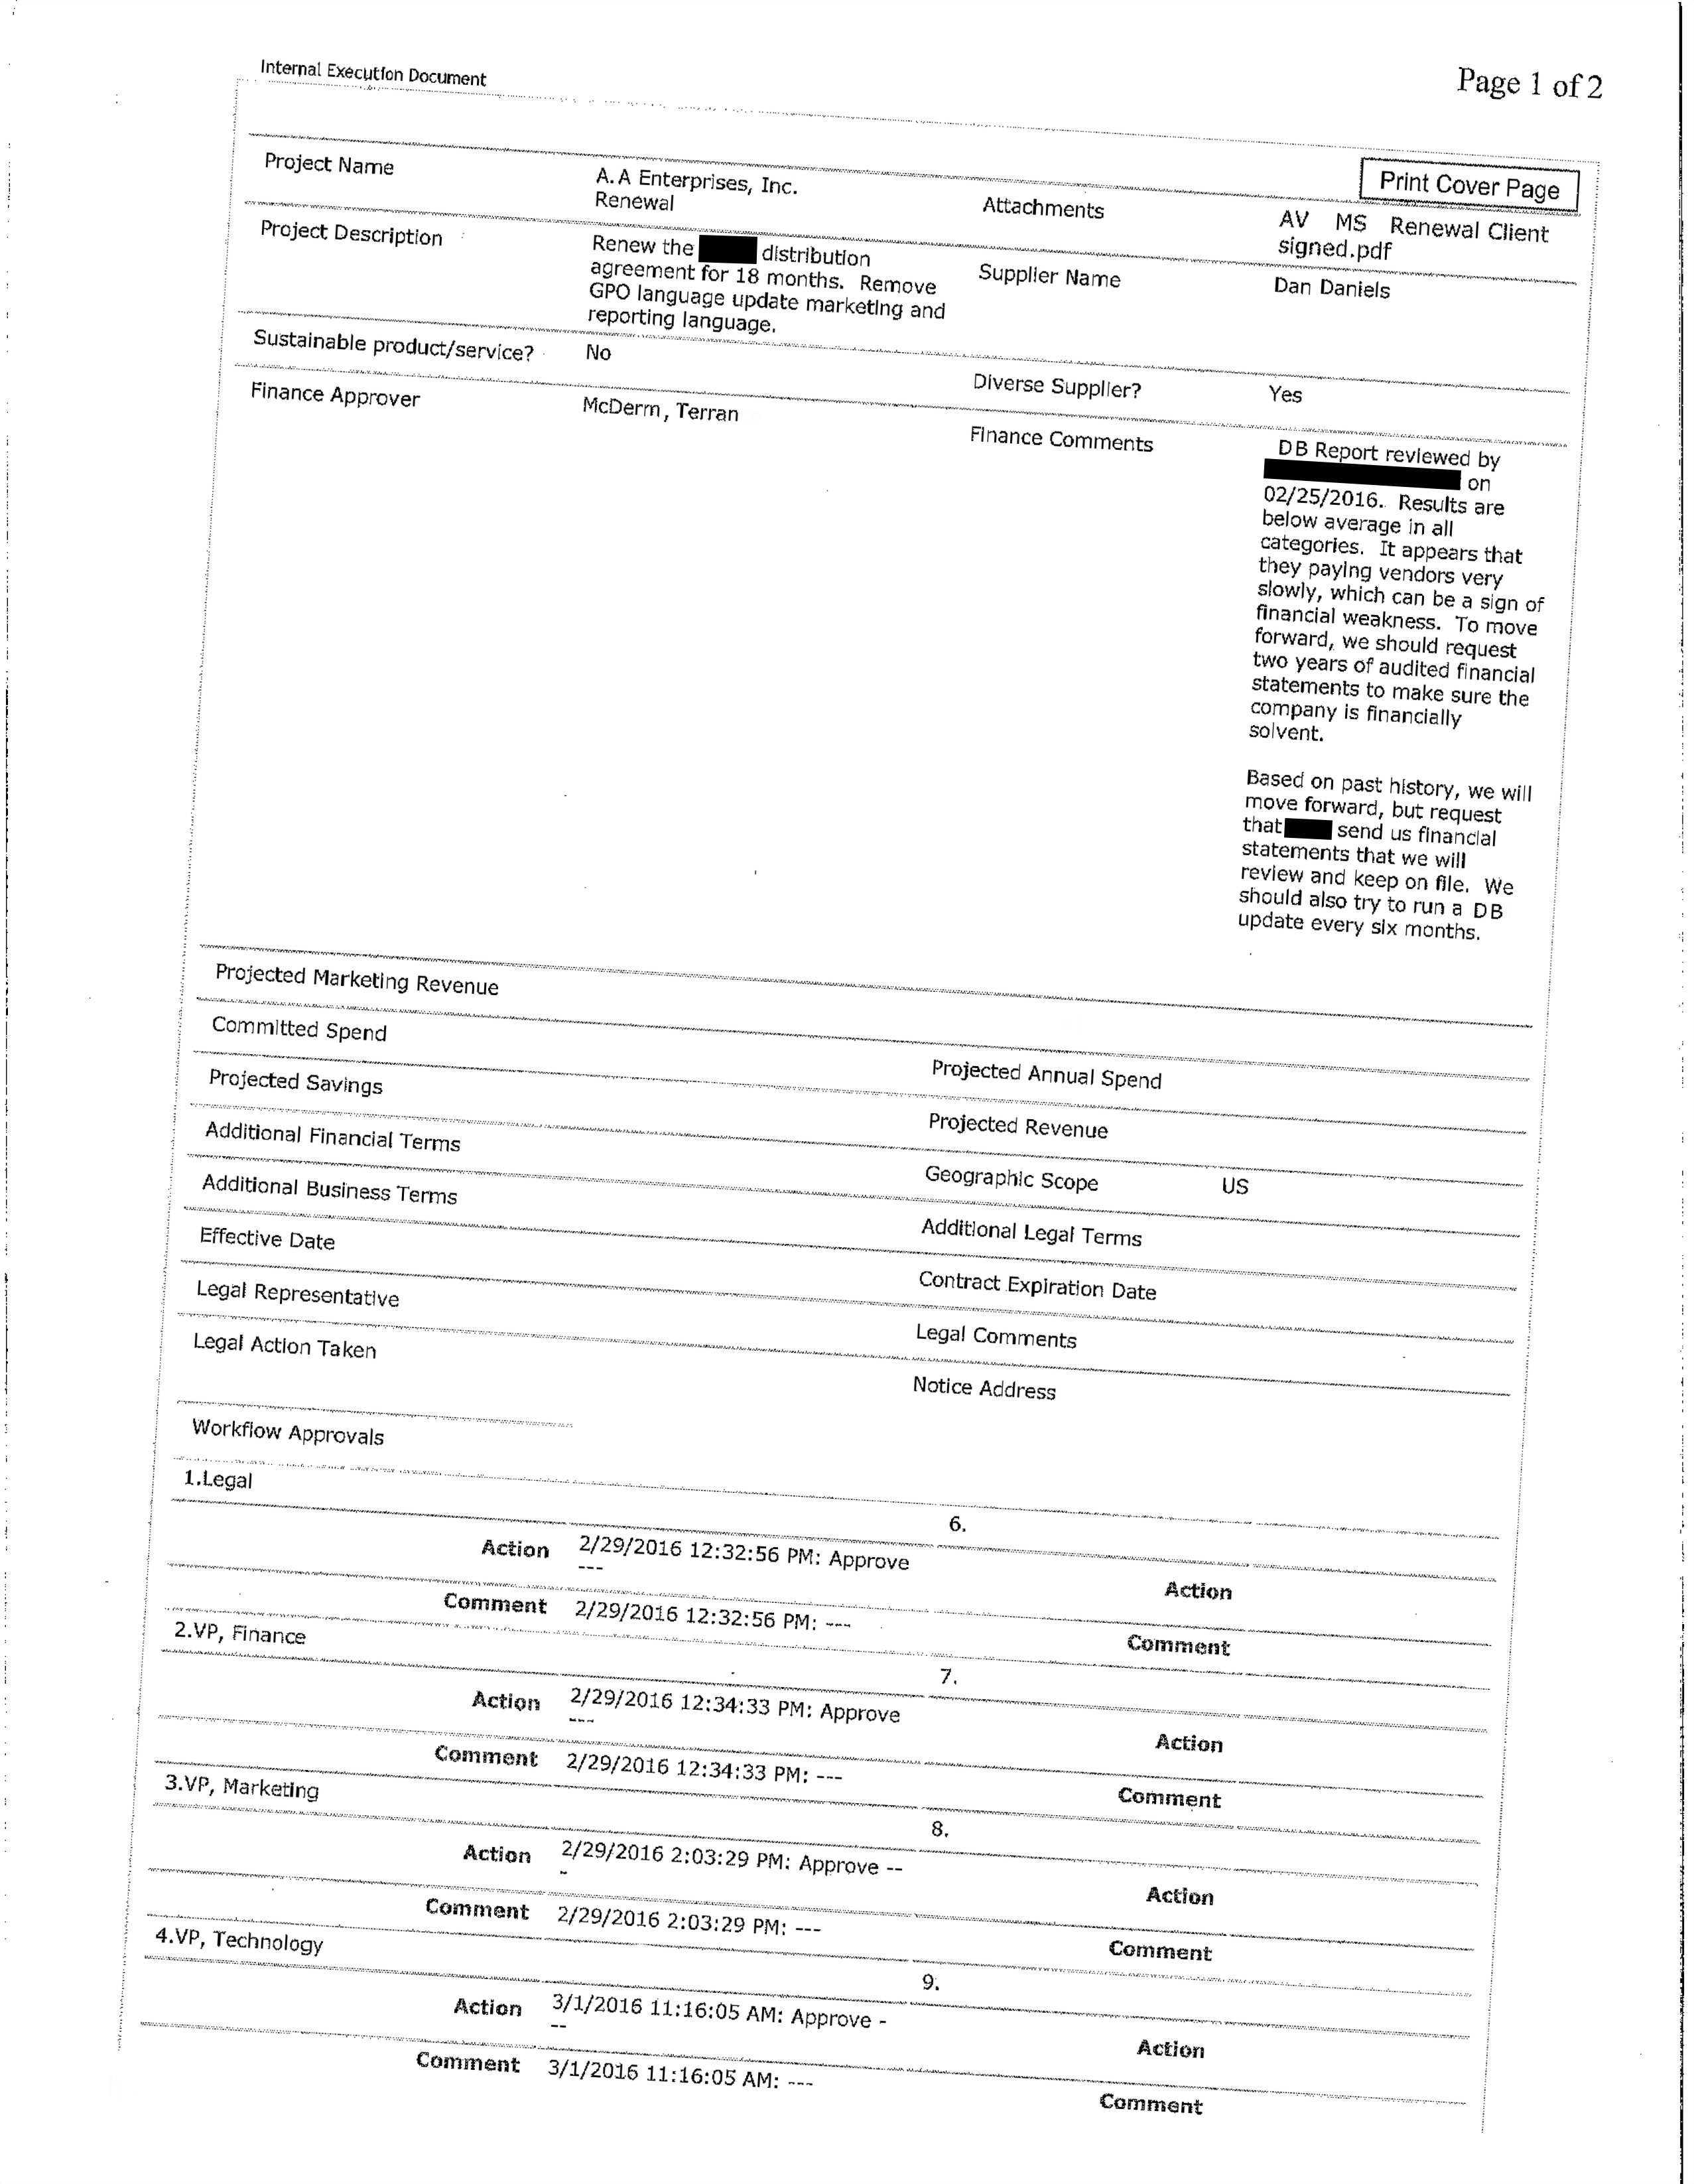 Internal Execution Document
Page 1 of 2
Print Cover Page
Project Name
A.A Enterprises, Inc.
Renewal
Attachments
AV MS Renewal Client
signed.pdf
Project Description
Renew the distribution
agreement for 18 months. Remove
GPO language update marketing and
reporting language.
Supplier Name
Dan Daniels
Sustainable product/service?
No
Diverse Supplier?
Yes
Finance Approver
McDerm, Terran
Finance Comments
DB Report reviewed by
on
02/25/2016. Results are
below average in all
categories. It appears that
they paying vendors very
slowly, which can be a sign of
financial weakness. To move
forward, we should request
two years of audited financial
statements to make sure the
company is financially
solvent.
Based on past history, we will
move forward, but request
that send us financial
statements that we will
review and keep on file. We
should also try to run a DB
update every six months.
Projected Marketing Revenue
Committed Spend
Projected Annual Spend
Projected Savings
Projected Revenue
Additional Financial Terms
Geographic Scope
US
Additional Business Terms
Additional Legal Terms
Effective Date
Contract Expiration Date
Legal Representative
Legal Comments
Legal Action Taken
Notice Address
Workflow Approvals
1.Legal
6.
Action 2/29/2016 12:32:56 PM: Approve
---
Action
Comment 2/29/2016 12:32:56 PM: ---
Comment
2.VP, Finance
7.
Action 2/29/2016 12:34:33 PM: Approve
---
Action
Comment 2/29/2016 12:34:33 PM: ---
Comment
3.VP, Marketing
8.
Action 2/29/2016 2:03:29 PM: Approve --
-
Action
Comment 2/29/2016 2:03:29 PM: ---
Comment
4.VP, Technology
9.
Action 3/1/2016 11:16:05 AM: Approve -
--
Action
Comment 3/1/2016 11:16:05 AM: ---
Comment